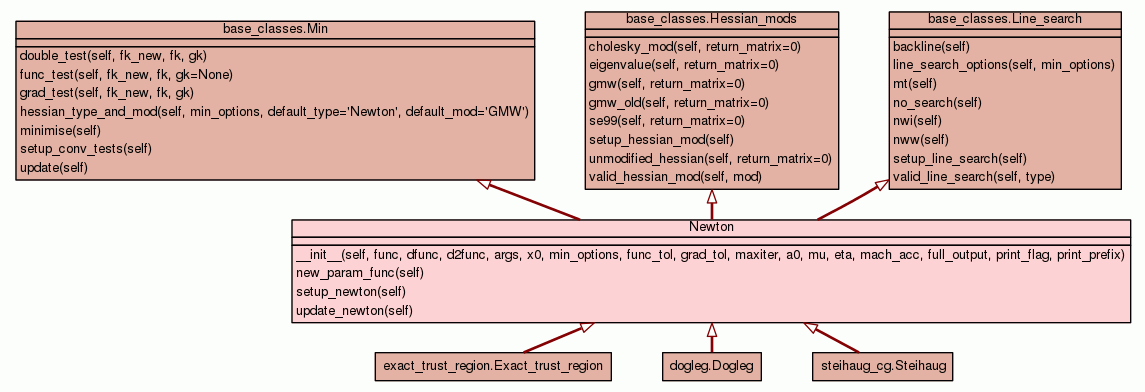 base_classes.Min
double_test(self, fk_new, fk, gk)
func_test(self, fk_new, fk, gk=None)
grad_test(self, fk_new, fk, gk)
hessian_type_and_mod(self, min_options, default_type='Newton', default_mod='GMW')
minimise(self)
setup_conv_tests(self)
update(self)
base_classes.Hessian_mods
cholesky_mod(self, return_matrix=0)
eigenvalue(self, return_matrix=0)
gmw(self, return_matrix=0)
gmw_old(self, return_matrix=0)
se99(self, return_matrix=0)
setup_hessian_mod(self)
unmodified_hessian(self, return_matrix=0)
valid_hessian_mod(self, mod)
base_classes.Line_search
backline(self)
line_search_options(self, min_options)
mt(self)
no_search(self)
nwi(self)
nww(self)
setup_line_search(self)
valid_line_search(self, type)
Newton
__init__(self, func, dfunc, d2func, args, x0, min_options, func_tol, grad_tol, maxiter, a0, mu, eta, mach_acc, full_output, print_flag, print_prefix)
new_param_func(self)
setup_newton(self)
update_newton(self)
exact_trust_region.Exact_trust_region
dogleg.Dogleg
steihaug_cg.Steihaug